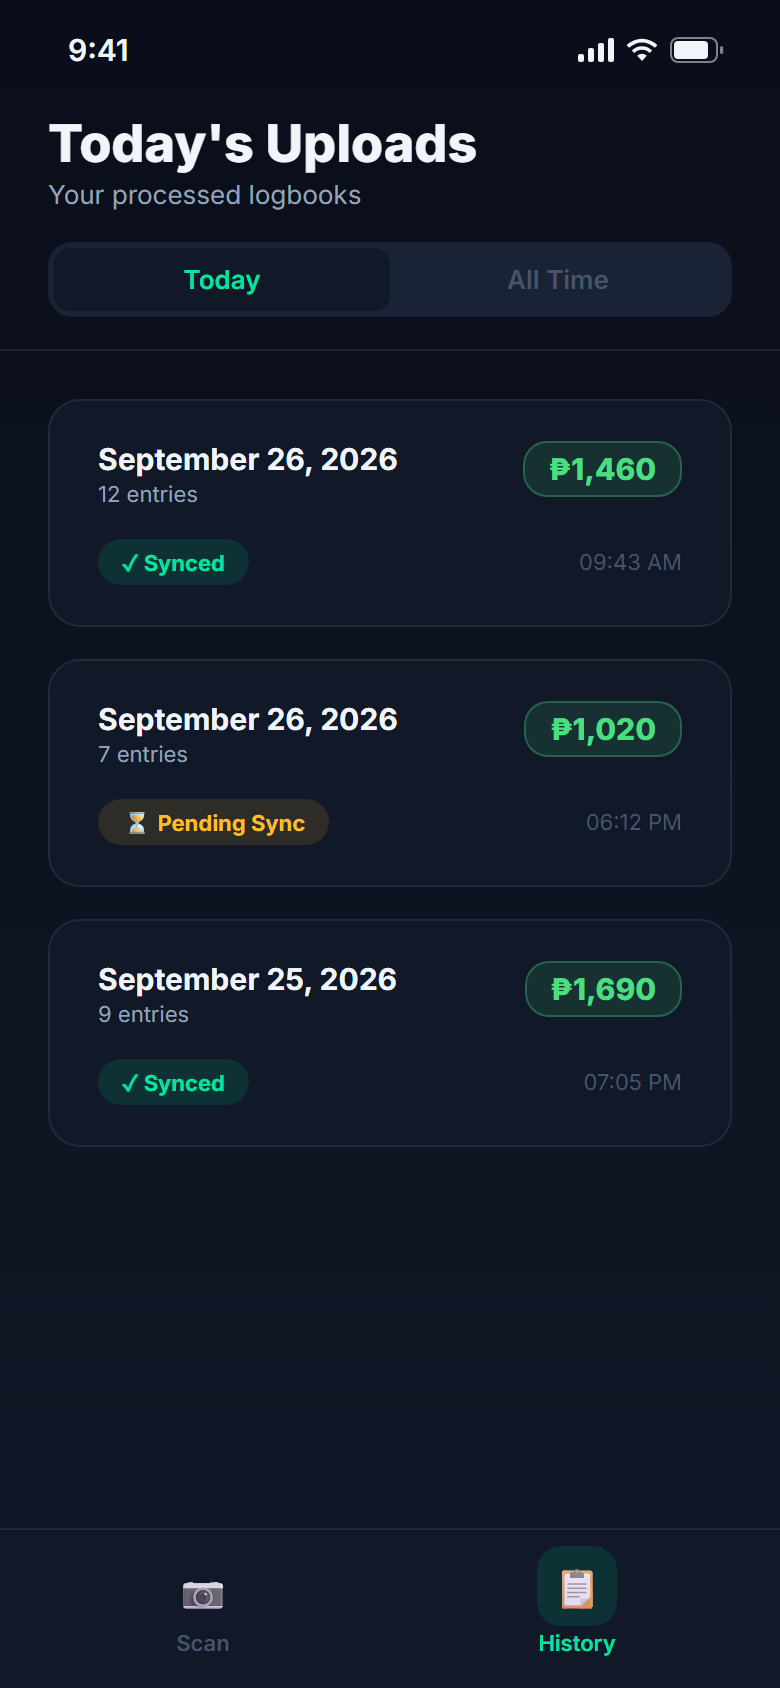 9:41
Today's Uploads
Your processed logbooks
Today All Time
September 26, 2026 ₱1,460
12 entries
✓ Synced 09:43 AM
September 26, 2026 ₱1,020
7 entries
⏳ Pending Sync 06:12 PM
September 25, 2026 ₱1,690
9 entries
✓ Synced 07:05 PM
Scan History